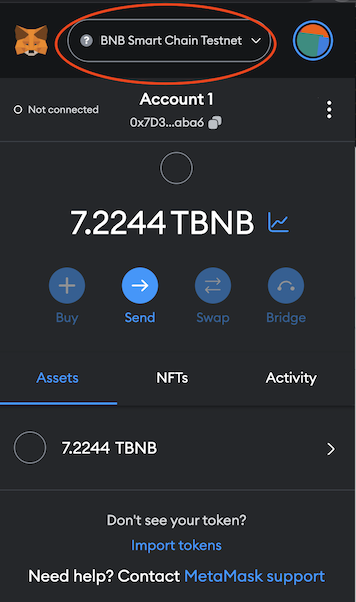 BNB Smart Chain Testnet
Not connected
Account 1
0x7D3...aba6
7.2244 TBNB
Buy Send Swap Bridge
Assets NFTs Activity
7.2244 TBNB
Don't see your token?
Import tokens
Need help? Contact MetaMask support